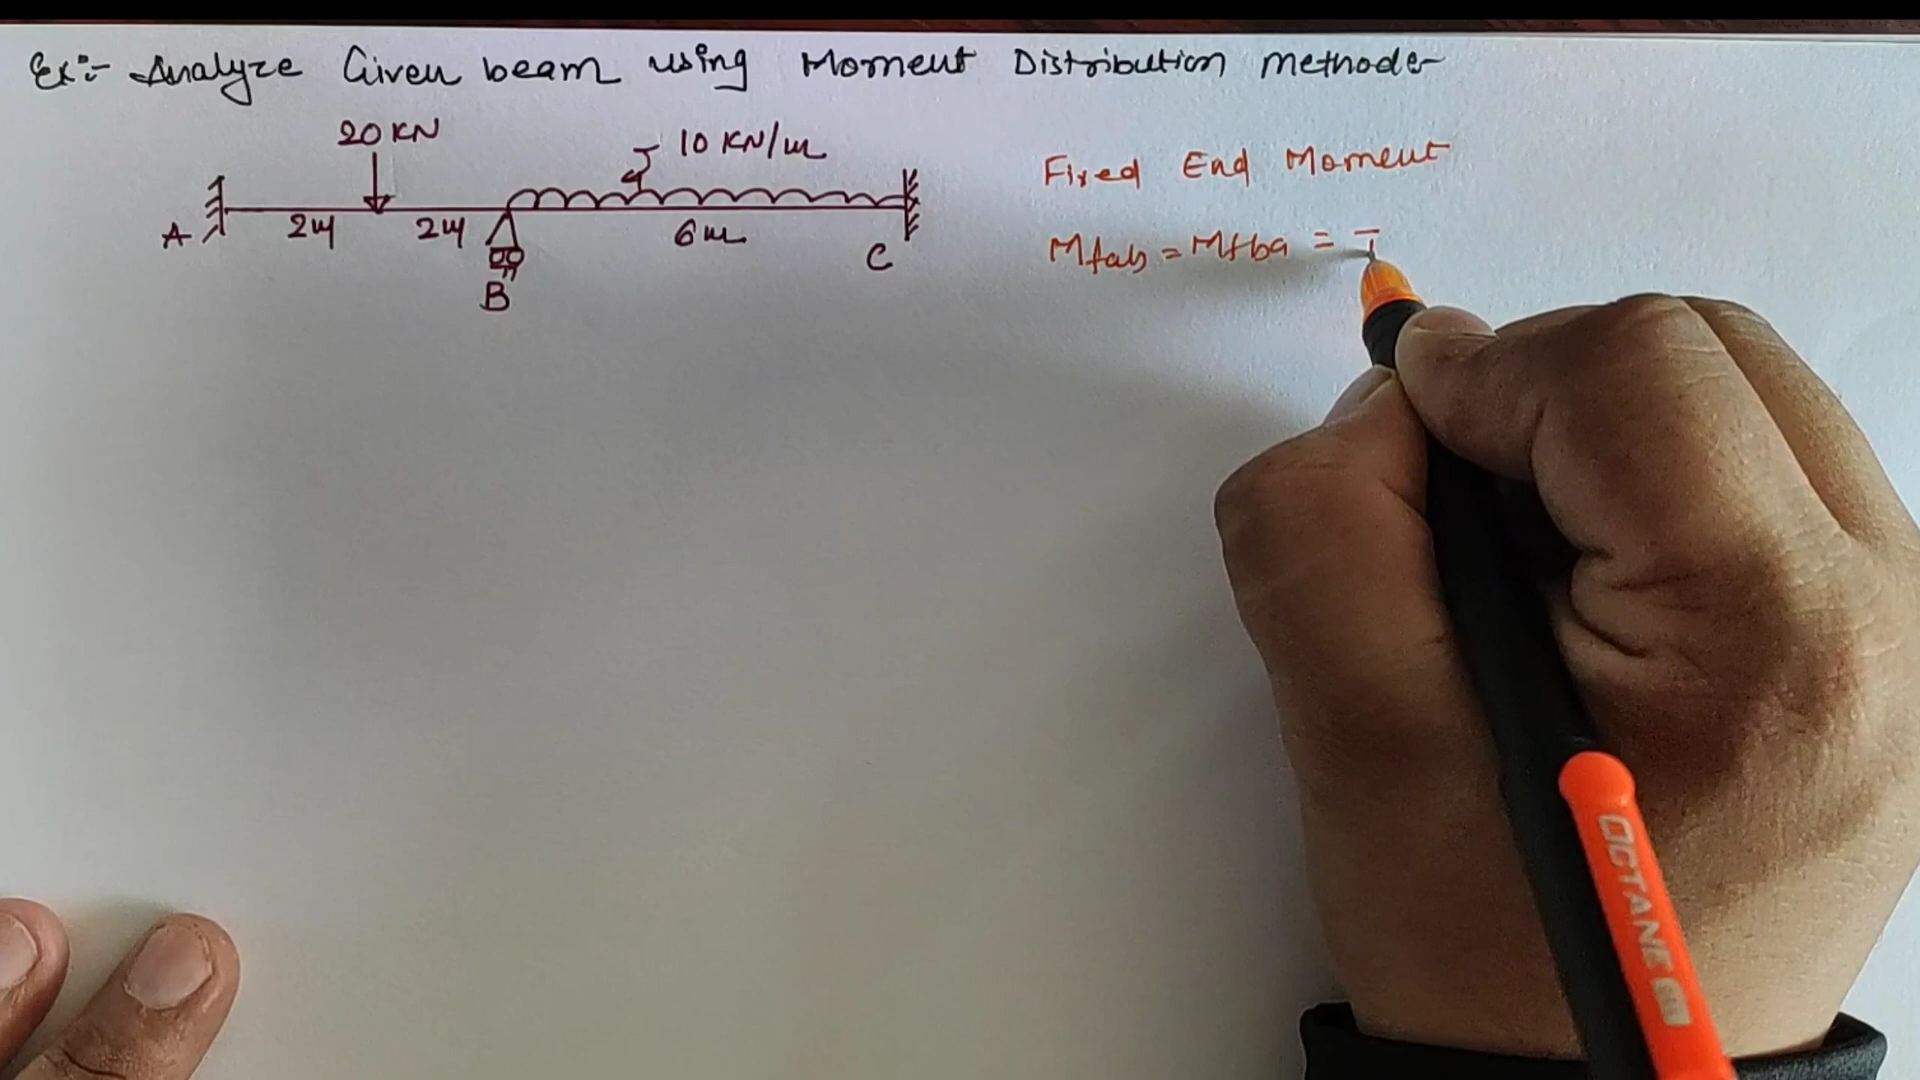 Ex:- Analyze Given beam using Moment Distribution Methode-
20 KN
10 KN/m
A
2m
2m
B
6m
C
Fixed End Moment
Mfab = Mfba =
OCTANE